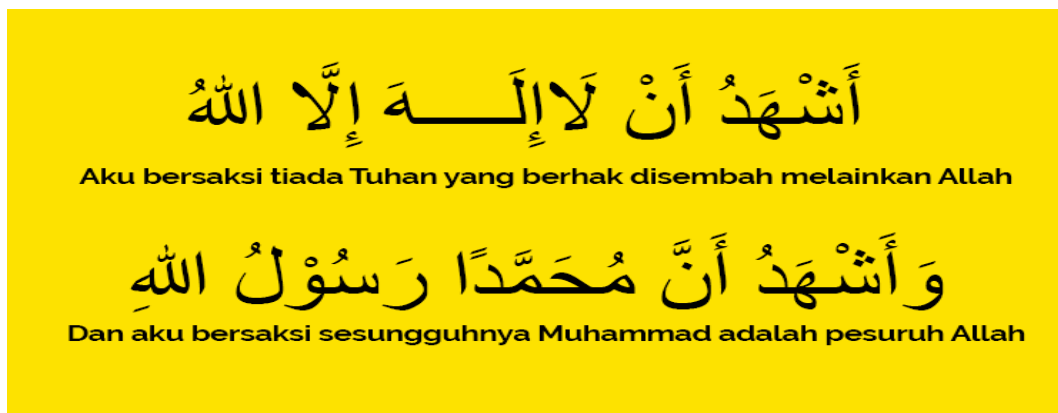 أَشْهَدُ أَنْ لَاإِلَـــــهَ إِلَّا اللهُ
Aku bersaksi tiada Tuhan yang berhak disembah melainkan Allah
وَأَشْهَدُ أَنَّ مُحَمَّدًا رَسُوْلُ اللهِ
Dan aku bersaksi sesungguhnya Muhammad adalah pesuruh Allah